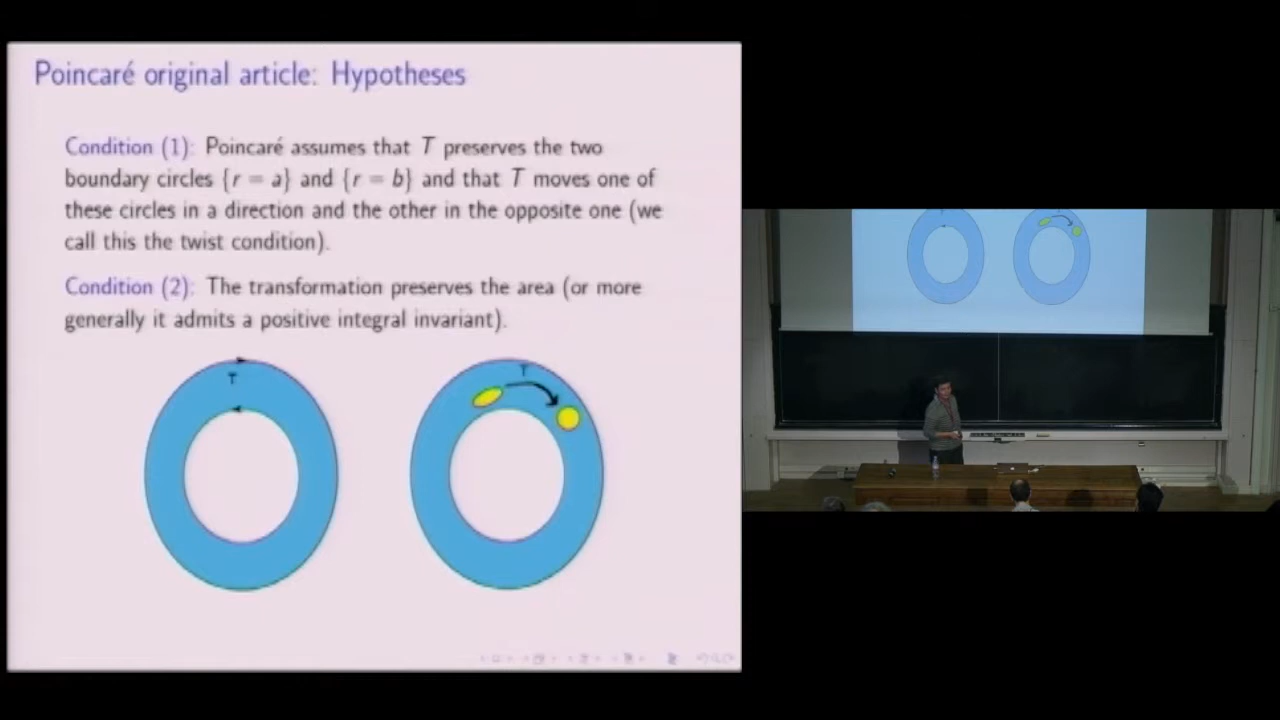 Poincaré original article: Hypotheses
Condition (1): Poincaré assumes that T preserves the two
boundary circles {r = a} and {r = b} and that T moves one of
these circles in a direction and the other in the opposite one (we
call this the twist condition).
Condition (2): The transformation preserves the area (or more
generally it admits a positive integral invariant).
T
T